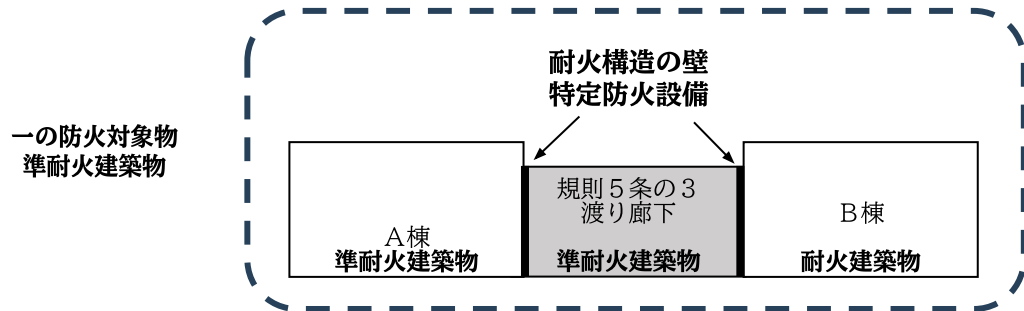 耐火構造の壁
特定防火設備
一の防火対象物
準耐火建築物
規則５条の３
渡り廊下
A棟
準耐火建築物
準耐火建築物
B棟
耐火建築物